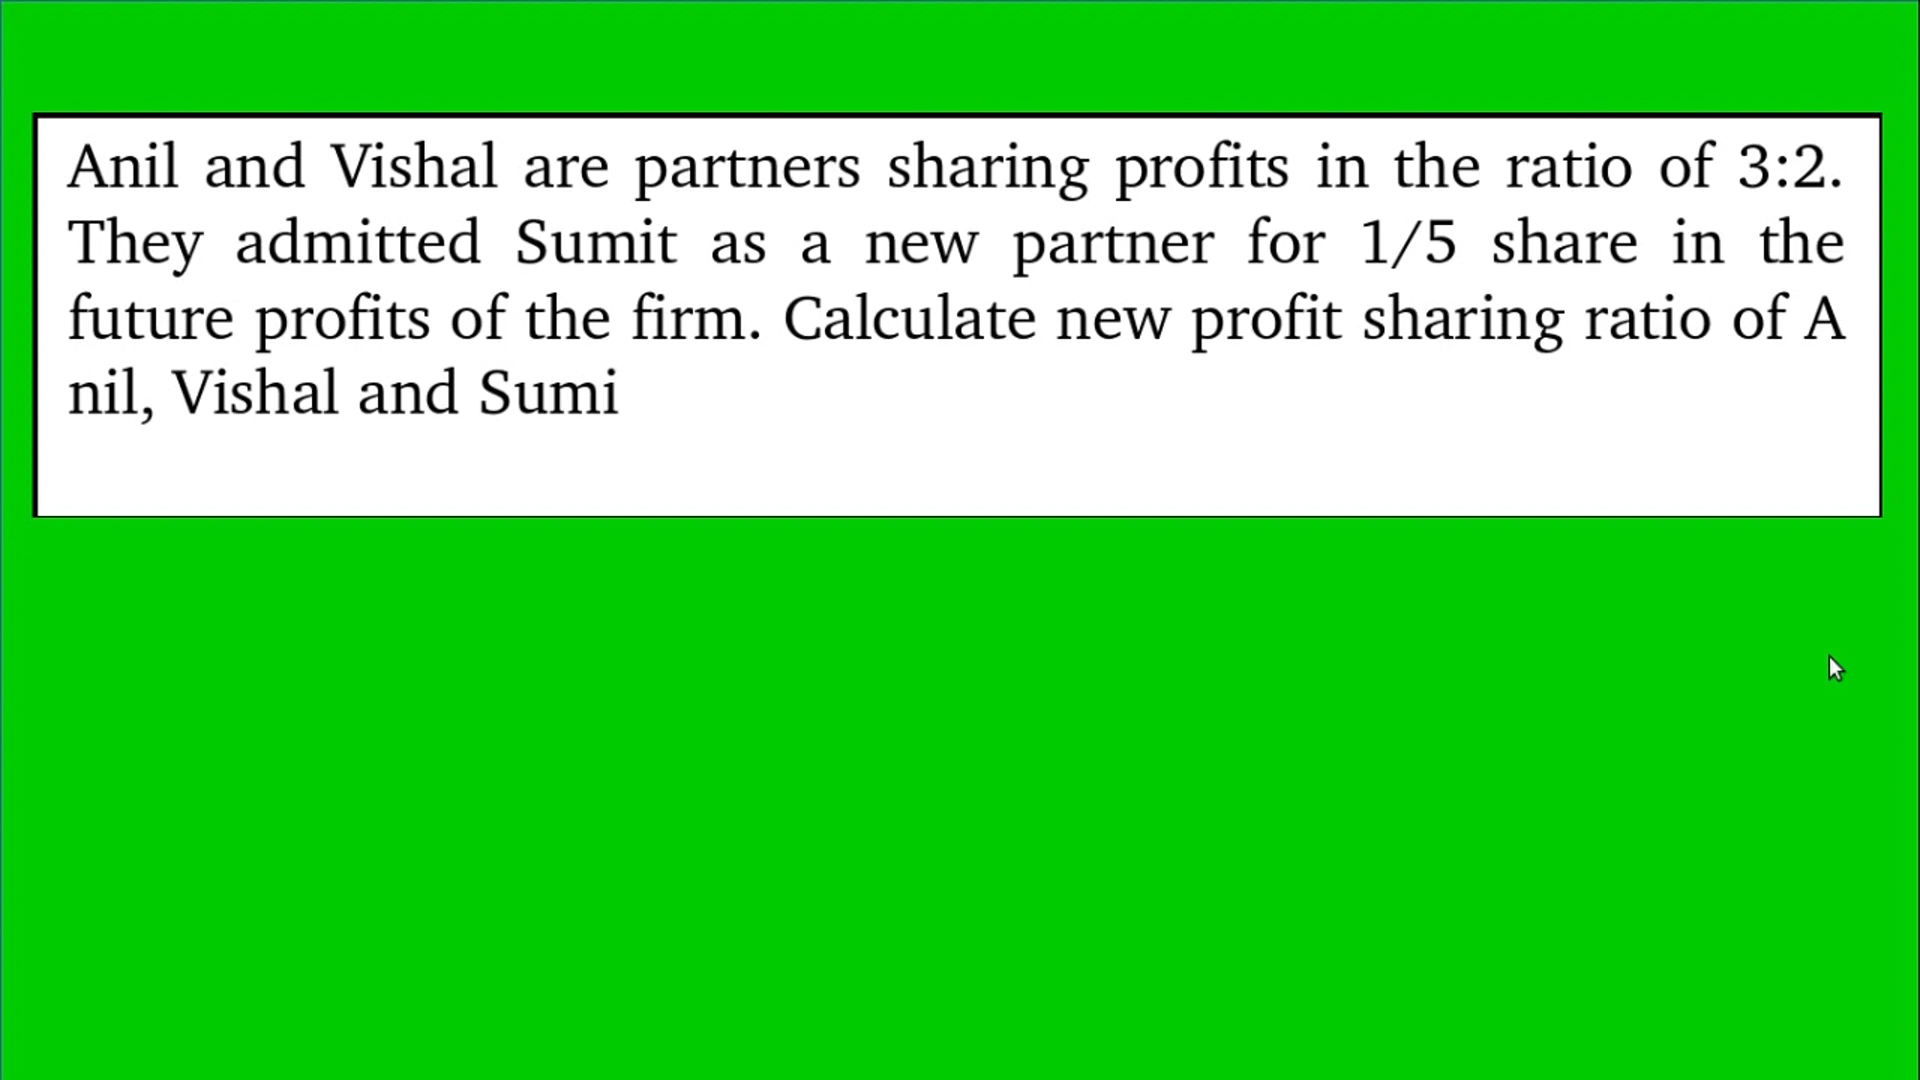 Anil and Vishal are partners sharing profits in the ratio of 3:2.
They admitted Sumit as a new partner for 1/5 share in the
future profits of the firm. Calculate new profit sharing ratio of A
nil, Vishal and Sumi